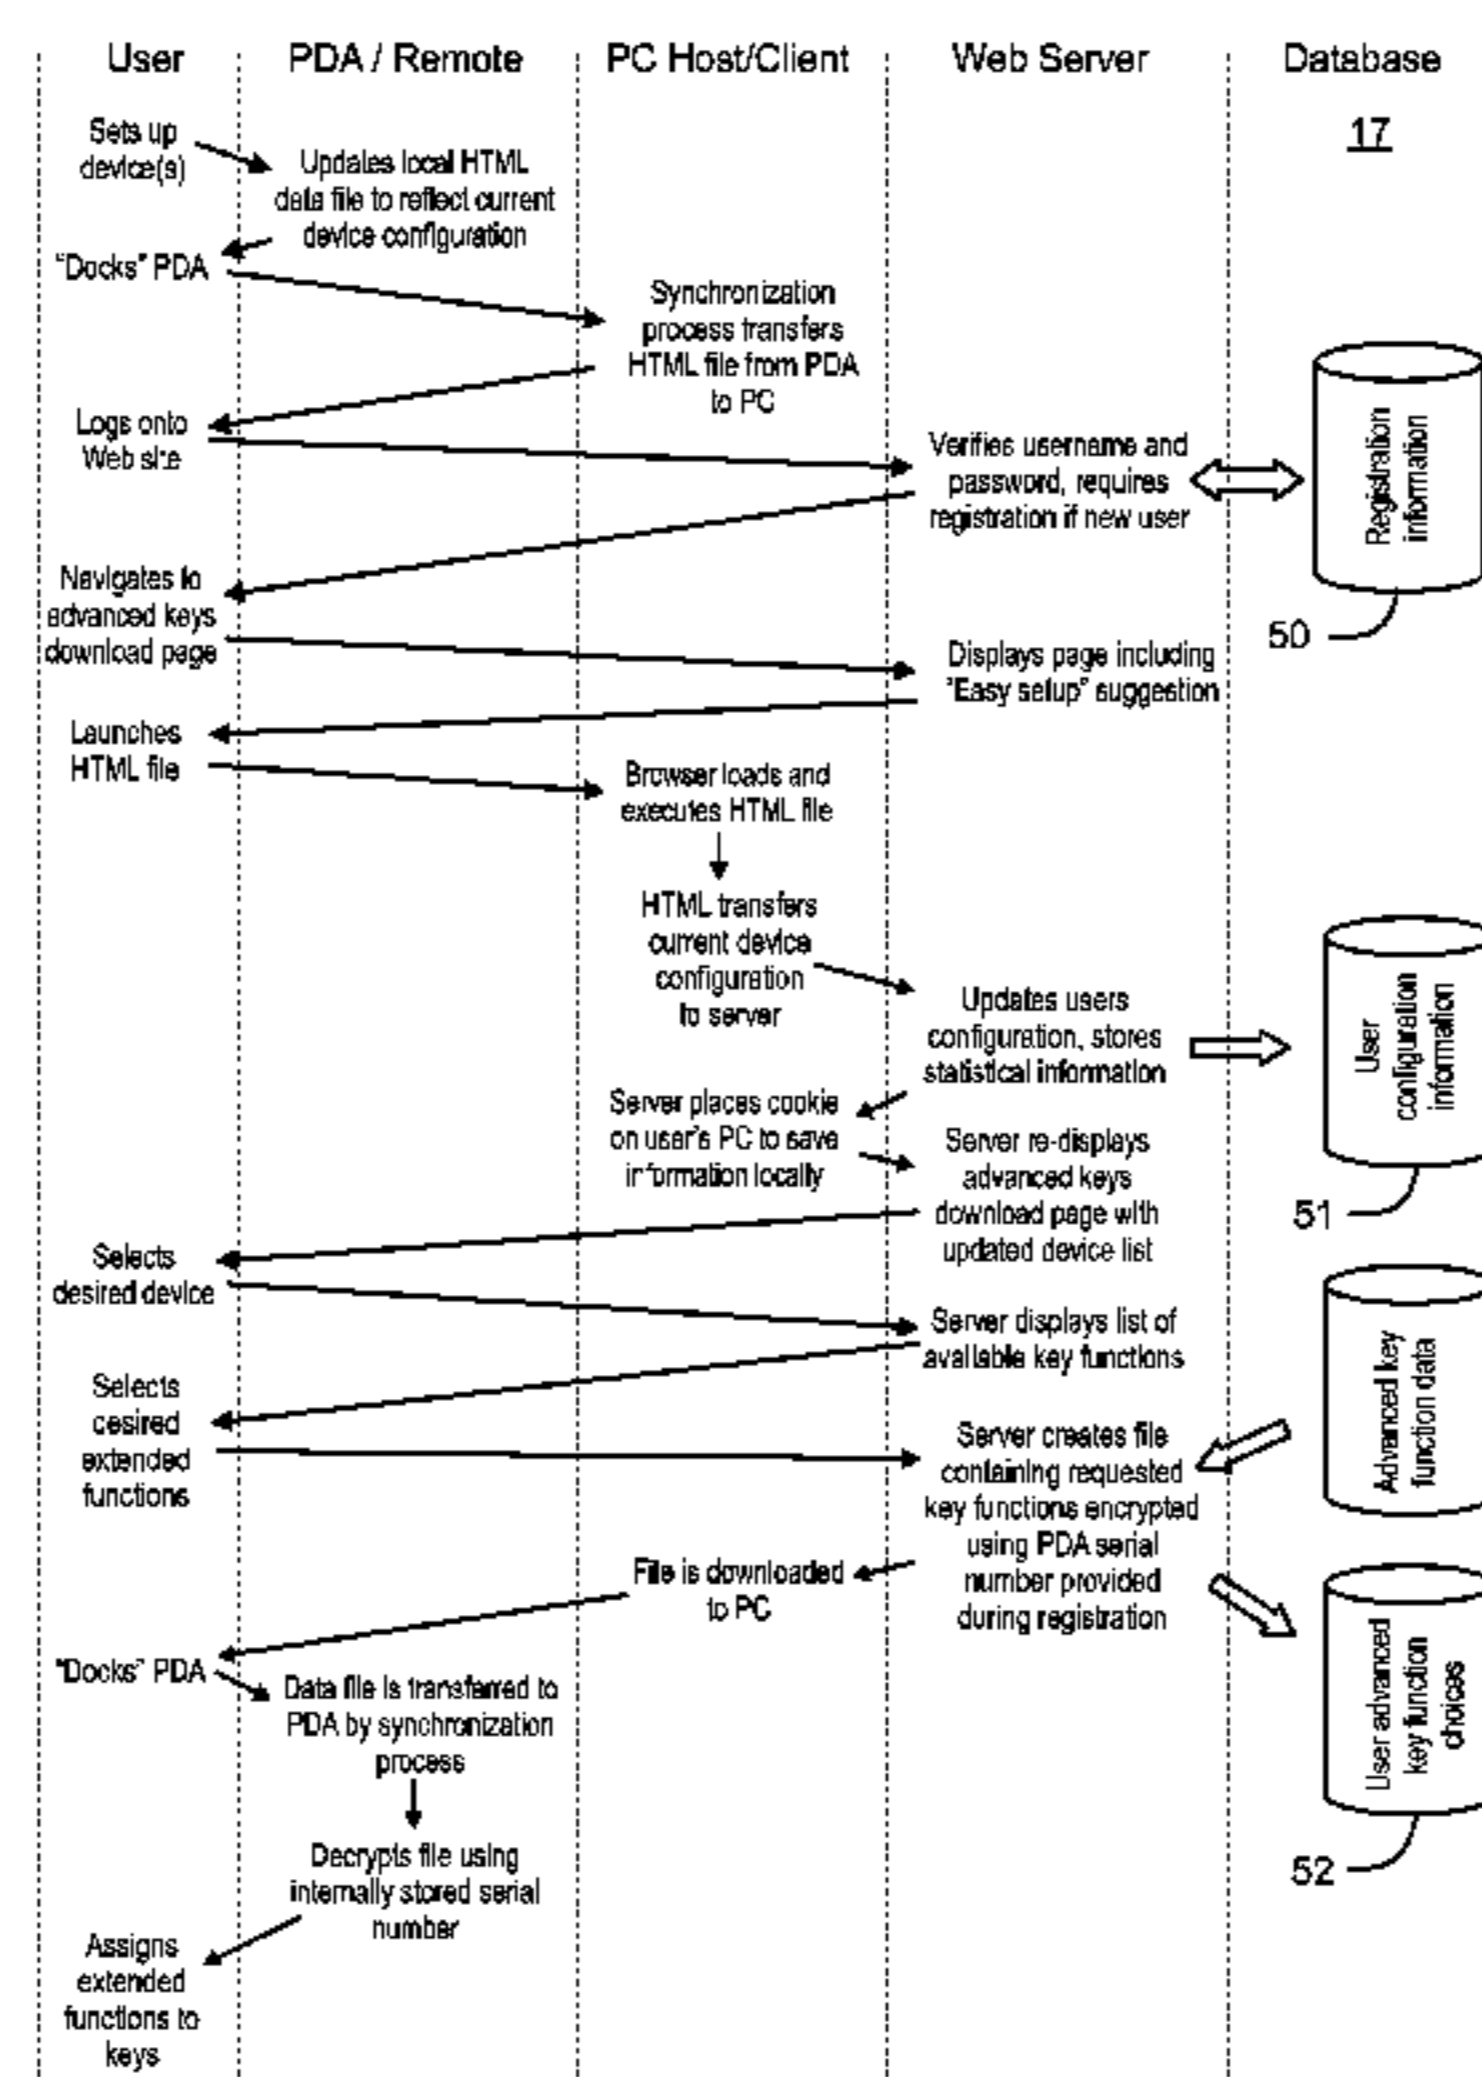 User
PDA / Remote
PC Host/Client
Web Server
Database
17
Sets up
device(s)
Updates local HTML
data file to reflect current
device configuration
"Docks" PDA
Synchronization
process transfers
HTML file from PDA
to PC
Logs onto
Web site
Verifies username and
password, requires
registration if new user
Registration
information
50
Navigates to
advanced keys
download page
Displays page including
"Easy setup" suggestion
Launches
HTML file
Browser loads and
executes HTML file
HTML transfers
current device
configuration
to server
Updates users
configuration, stores
statistical information
User
configuration
information
51
Server places cookie
on user's PC to save
information locally
Server re-displays
advanced keys
download page with
updated device list
Selects
desired device
Server displays list of
available key functions
Advanced key
function data
Selects
desired
extended
functions
Server creates file
containing requested
key functions encrypted
using PDA serial
number provided
during registration
File is downloaded
to PC
User advanced
key function
choices
52
"Docks" PDA
Data file is transferred to
PDA by synchronization
process
Decrypts file using
internally stored serial
number
Assigns
extended
functions to
keys